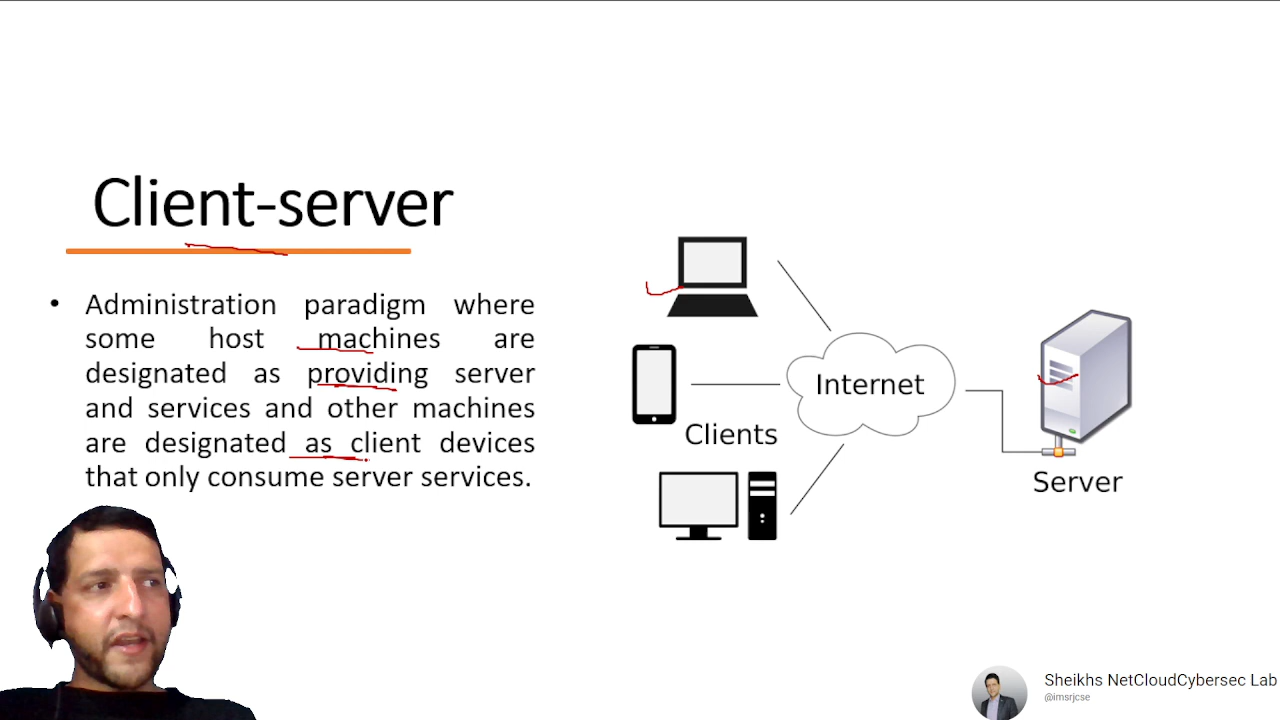 Client-server
• Administration paradigm where
some host machines are
designated as providing server
and services and other machines
are designated as client devices
that only consume server services.
Internet
Clients
Server
Sheikhs NetCloudCybersec Lab
@imsrjcse